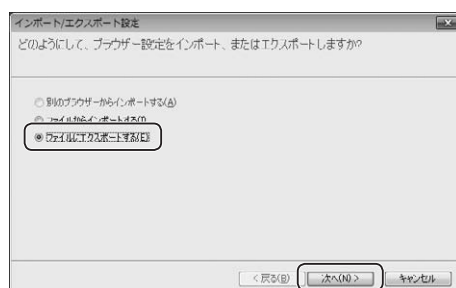 インポート/エクスポート設定
どのようにして、ブラウザー設定をインポート、またはエクスポートしますか?
別のブラウザーからインポートする(A)
ファイルからインポートする(I)
ファイルにエクスポートする(E)
< 戻る(B)
次へ(N) >
キャンセル